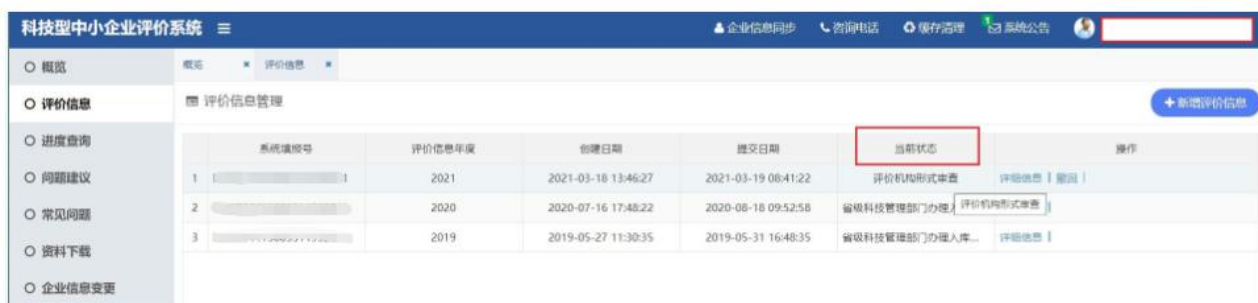 科技型中小企业评价系统
企业信息同步 咨询电话 缓存清理 1 系统公告
概览
评价信息
进度查询
问题建议
常见问题
资料下载
企业信息变更
概览 × 评价信息 ×
评价信息管理
+新增评价信息
系统填报号 评价信息年度 创建日期 提交日期 当前状态 操作
1 2021 2021-03-18 13:46:27 2021-03-19 08:41:22 评价机构形式审查 详细信息 | 撤回 |
评价机构形式审查
2 2020 2020-07-16 17:48:22 2020-08-18 09:52:58 省级科技管理部门办理入
3 2019 2019-05-27 11:30:35 2019-05-31 16:48:35 省级科技管理部门办理入库... 详细信息 |